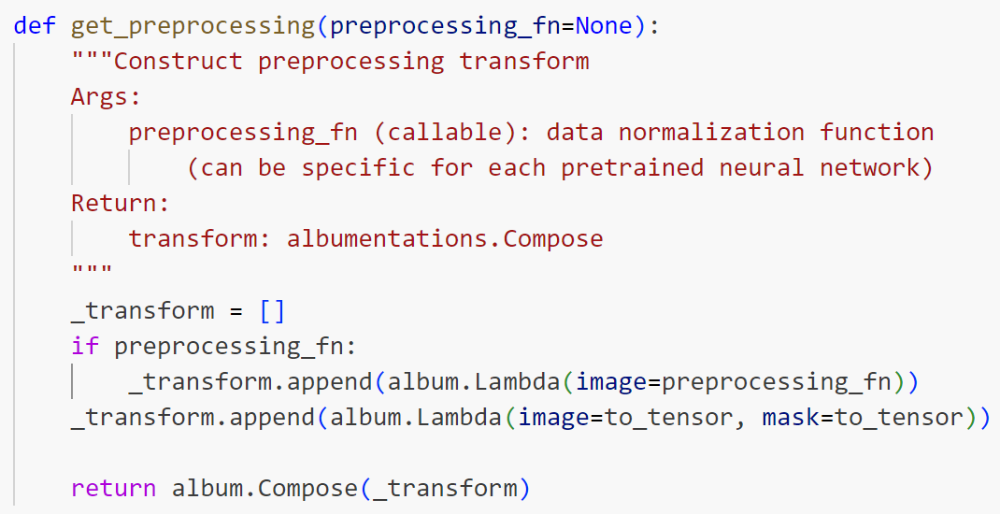 def get_preprocessing(preprocessing_fn=None):
    """Construct preprocessing transform
    Args:
        preprocessing_fn (callable): data normalization function
            (can be specific for each pretrained neural network)
    Return:
        transform: albumentations.Compose
    """
    _transform = []
    if preprocessing_fn:
        _transform.append(album.Lambda(image=preprocessing_fn))
    _transform.append(album.Lambda(image=to_tensor, mask=to_tensor))

    return album.Compose(_transform)